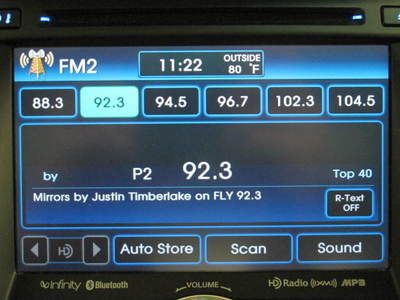 FM2
11:22 OUTSIDE 80 °F
88.3 92.3 94.5 96.7 102.3 104.5
by P2 92.3 Top 40
Mirrors by Justin Timberlake on FLY 92.3
R-Text OFF
HD Auto Store Scan Sound
infinity Bluetooth VOLUME HD Radio (XM) MP3